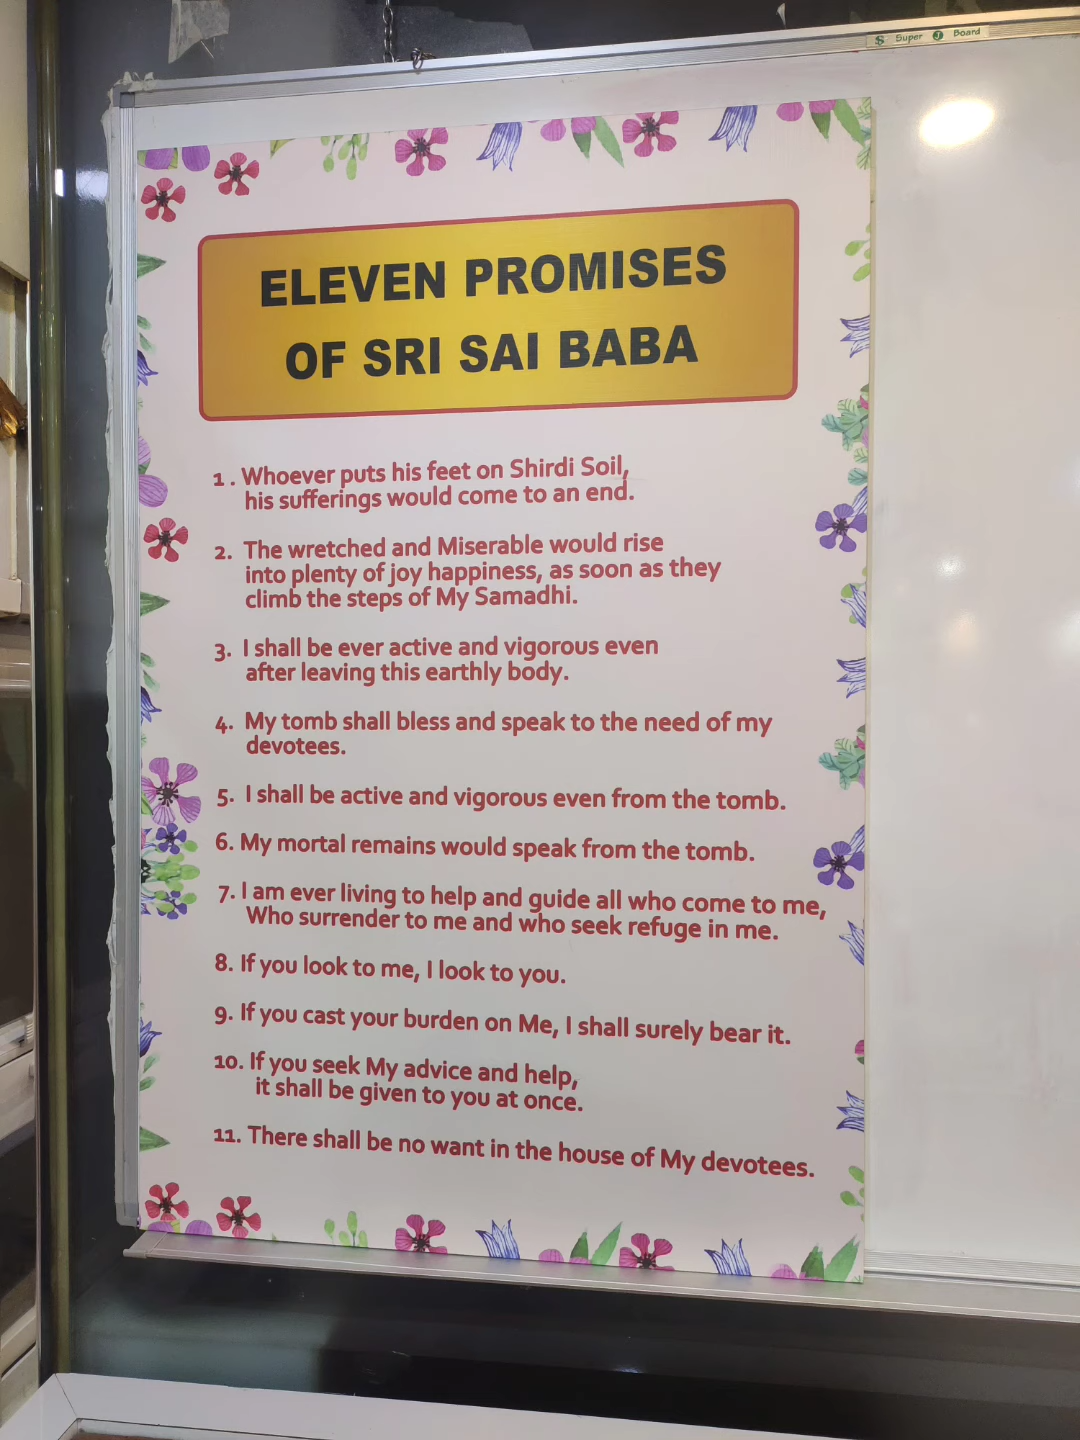 S Super J Board
ELEVEN PROMISES
OF SRI SAI BABA
1. Whoever puts his feet on Shirdi Soil,
his sufferings would come to an end.
2. The wretched and Miserable would rise
into plenty of joy happiness, as soon as they
climb the steps of My Samadhi.
3. I shall be ever active and vigorous even
after leaving this earthly body.
4. My tomb shall bless and speak to the need of my
devotees.
5. I shall be active and vigorous even from the tomb.
6. My mortal remains would speak from the tomb.
7. I am ever living to help and guide all who come to me,
Who surrender to me and who seek refuge in me.
8. If you look to me, I look to you.
9. If you cast your burden on Me, I shall surely bear it.
10. If you seek My advice and help,
it shall be given to you at once.
11. There shall be no want in the house of My devotees.